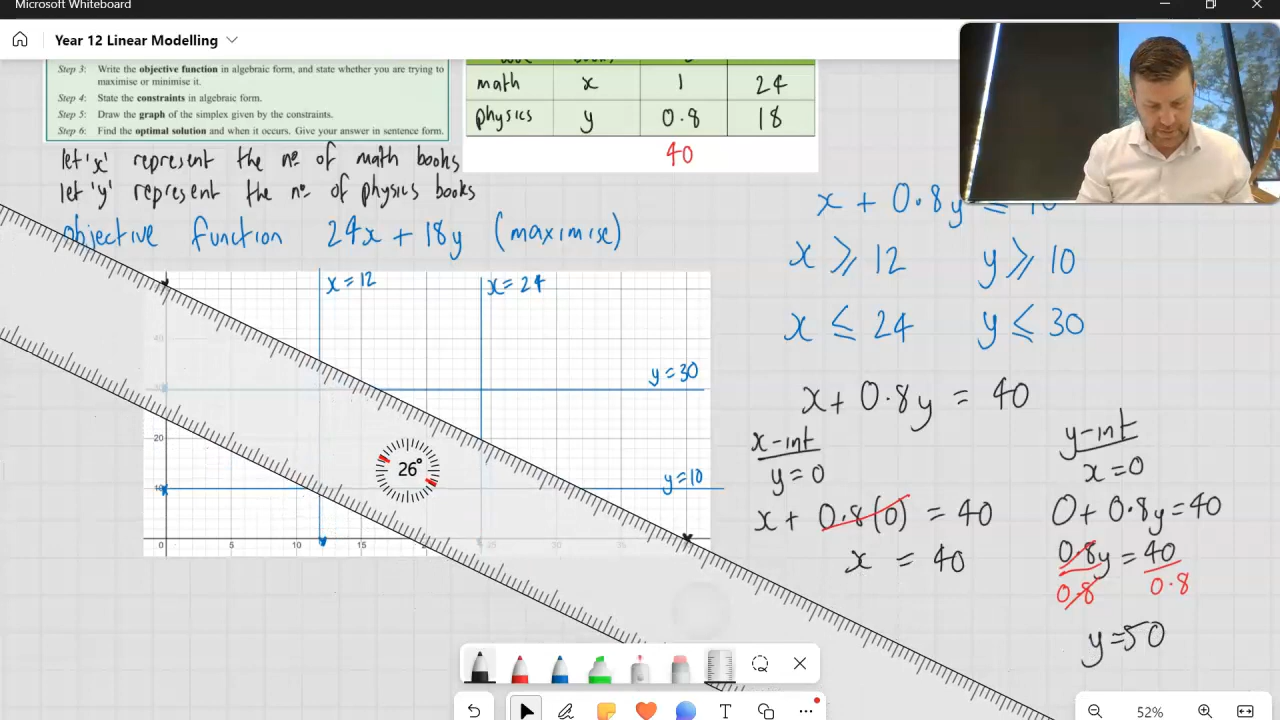 Microsoft Whiteboard
Year 12 Linear Modelling
Step 3: Write the objective function in algebraic form, and state whether you are trying to
maximise or minimise it.
Step 4: State the constraints in algebraic form.
Step 5: Draw the graph of the simplex given by the constraints.
Step 6: Find the optimal solution and when it occurs. Give your answer in sentence form.
math x 1 24
physics y 0.8 18
40
let 'x' represent the no. of math books
let 'y' represent the no. of physics books
objective function 24x + 18y (maximise)
x + 0.8y
x ⩾ 12 y ⩾ 10
x ≤ 24 y ≤ 30
x = 12 x = 24
40
y = 30
30
20
y = 10
10
26°
0 5 10 15 25 35
x + 0.8y = 40
x-int
y = 0
x + 0.8(0) = 40
x = 40
y-int
x = 0
0 + 0.8y = 40
0.8y = 40
0.8 0.8
y = 50
52%